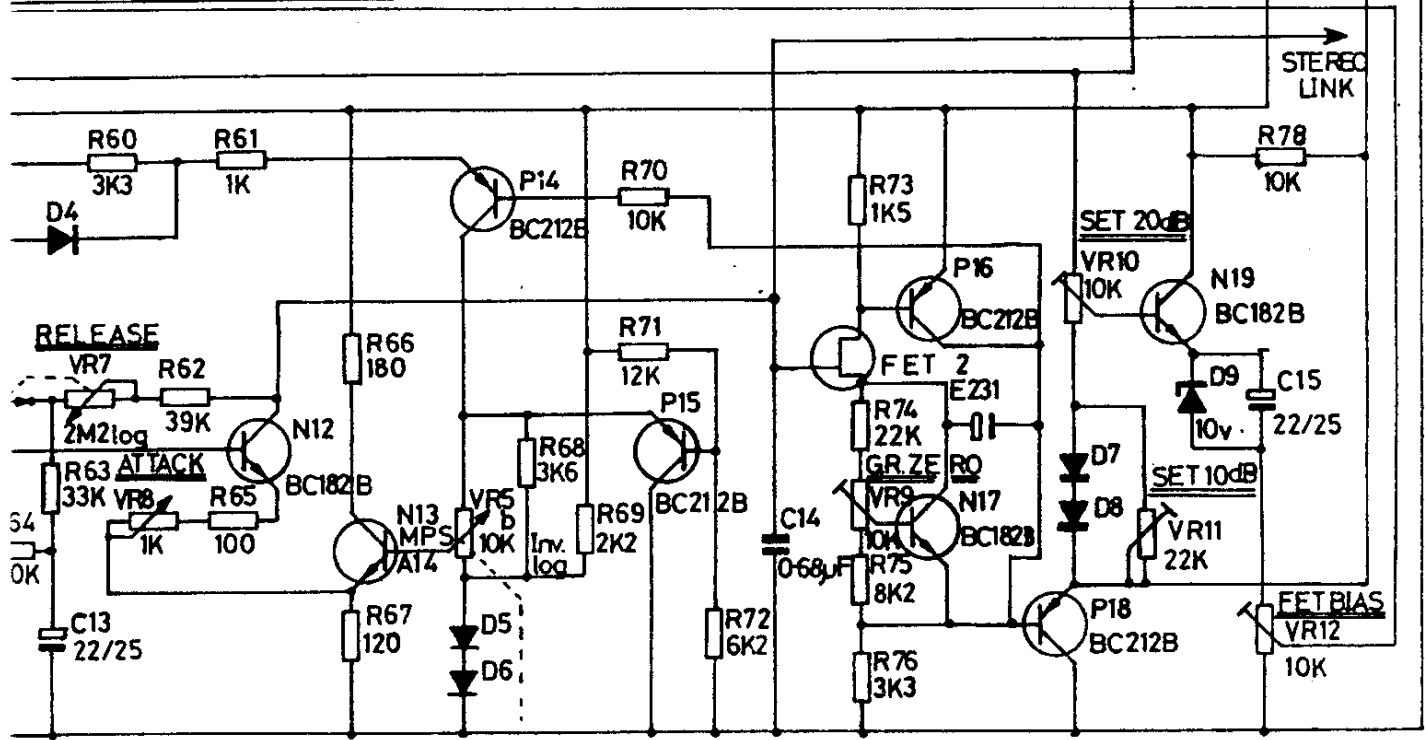 STEREO
LINK
R60
3K3
R61
1K
D4
P14
BC212B
R70
10K
R73
1K5
R78
10K
SET 20dB
VR10
10K
N19
BC182B
P16
BC212B
RELEASE
VR7
2M2 log
R62
39K
R66
180
R71
12K
FET 2
E231
D9
10v
C15
22/25
N12
BC182B
ATTACK
R63
33K
VR8
1K
R65
100
R68
3K6
P15
BC212B
R74
22K
GR. ZERO
VR9
10K
N17
BC182B
D7
D8
SET 10dB
VR11
22K
64
0K
N13
MPS
A14
VR5
b
10K
Inv.
log
R69
2K2
C14
0·68µF
R75
8K2
C13
22/25
R67
120
D5
D6
R72
6K2
R76
3K3
P18
BC212B
FET BIAS
VR12
10K